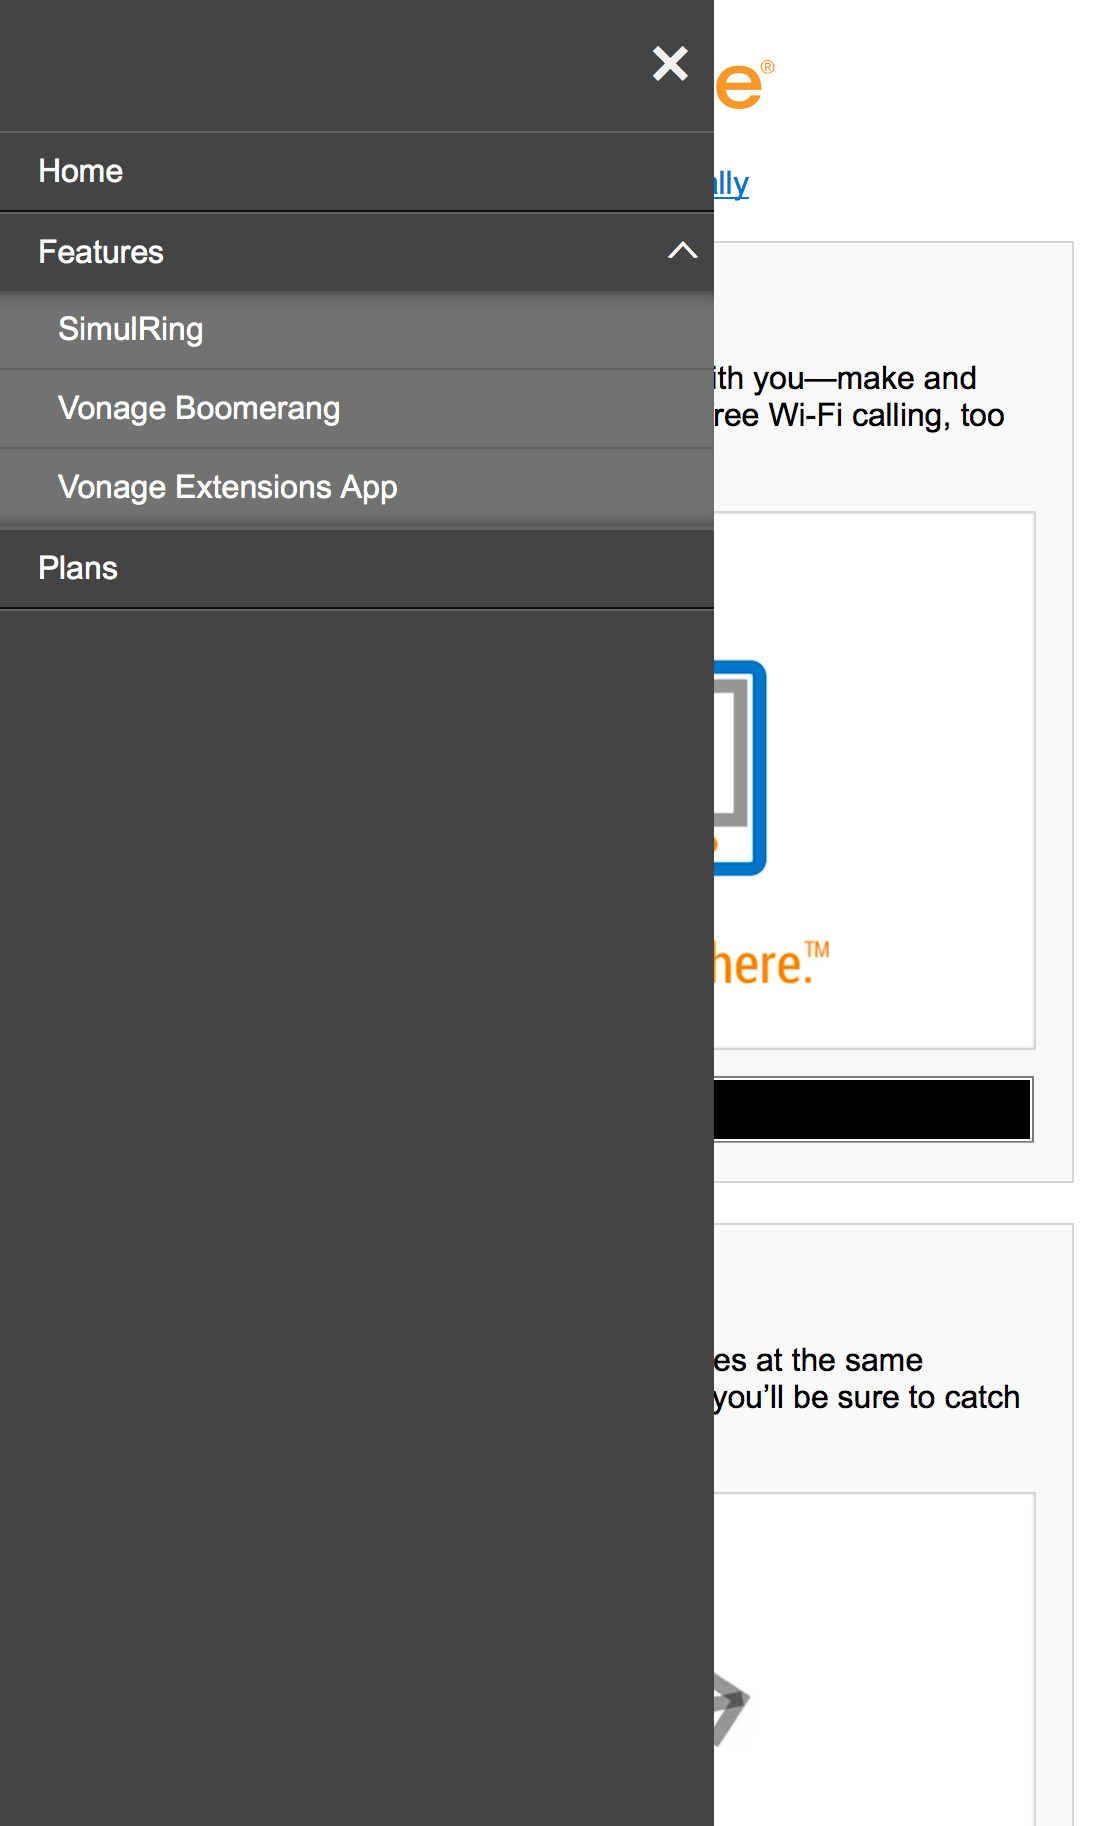 Home
Features
SimulRing
Vonage Boomerang
Vonage Extensions App
Plans
e®
lly
ith you—make and
ree Wi-Fi calling, too
here.™
es at the same
you’ll be sure to catch